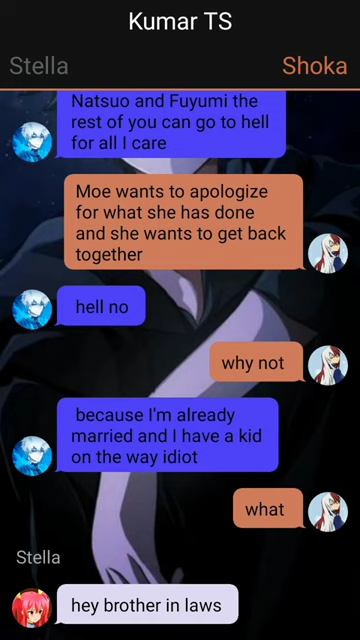 Kumar TS
Stella
Shoka
Natsuo and Fuyumi the
rest of you can go to hell
for all I care
Moe wants to apologize
for what she has done
and she wants to get back
together
hell no
why not
because I'm already
married and I have a kid
on the way idiot
what
Stella
hey brother in laws